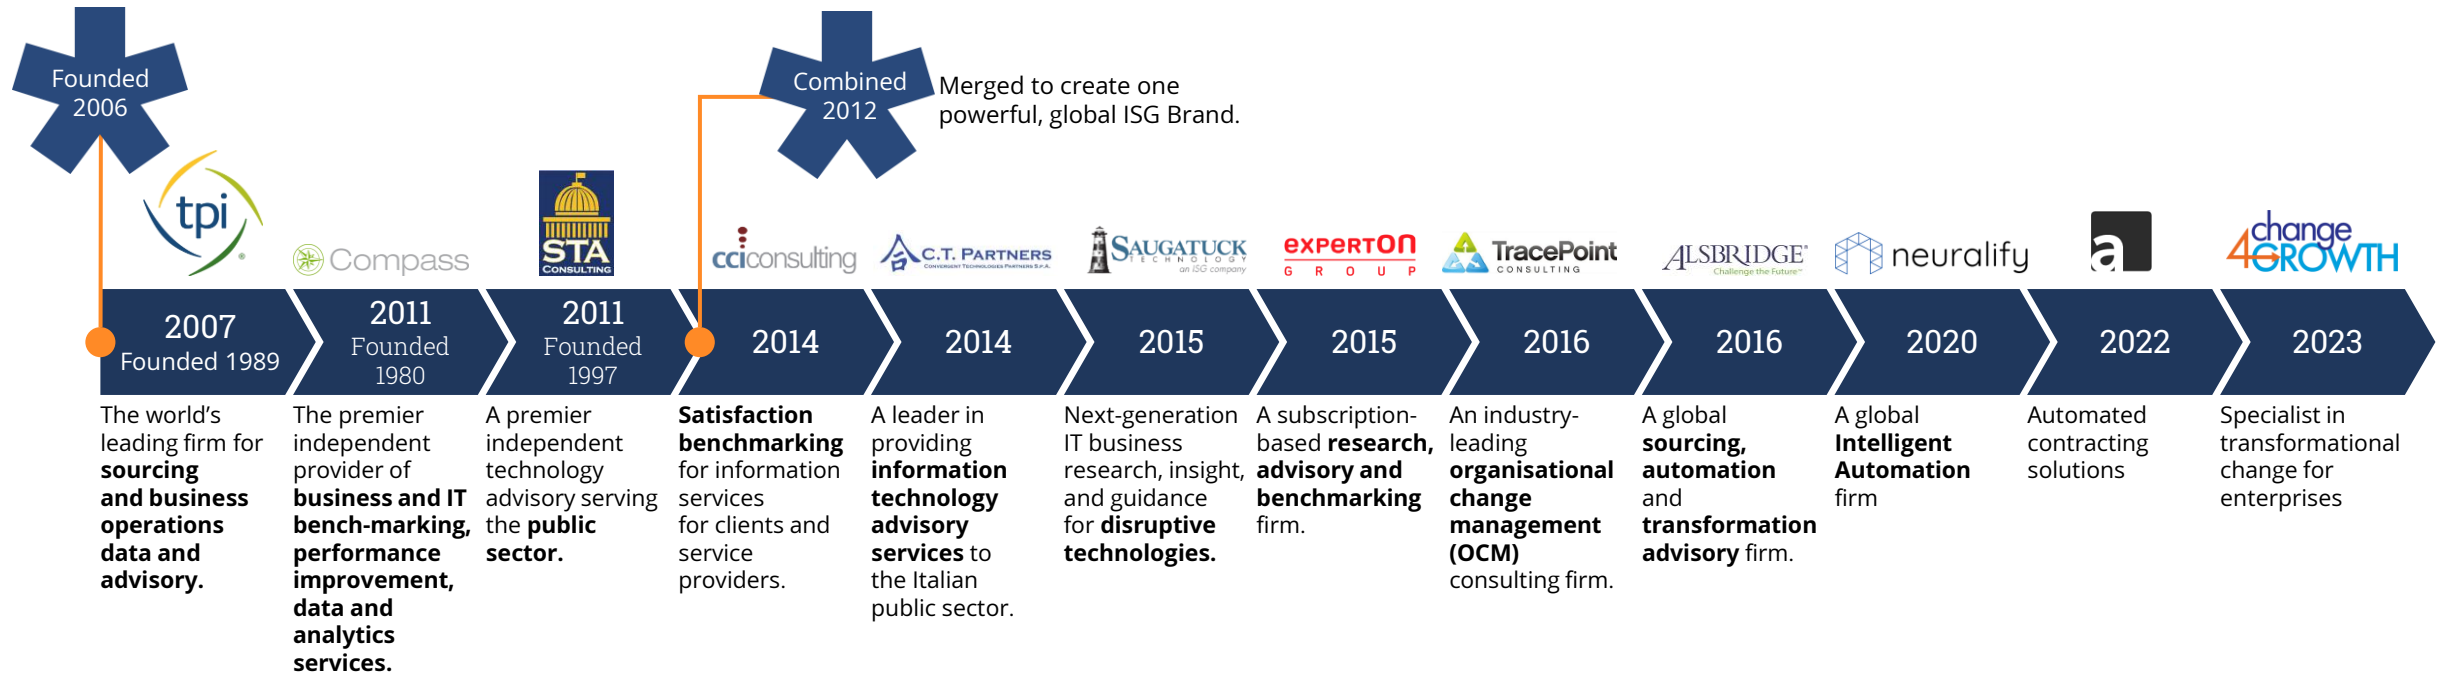 Founded
2006
Combined
2012
Merged to create one
powerful, global ISG Brand.
tpi
Compass
STA
CONSULTING
cciconsulting
C.T. PARTNERS
CONVERGENT TECHNOLOGIES PARTNERS S.P.A.
SAUGATUCK
TECHNOLOGY
an ISG company
EXPERTON
GROUP
TracePoint
CONSULTING
ALSBRIDGE®
Challenge the Future™
neuralify
a
change
4GROWTH
2007
Founded 1989
2011
Founded
1980
2011
Founded
1997
2014
2014
2015
2015
2016
2016
2020
2022
2023
The world’s
leading firm for
sourcing
and business
operations
data and
advisory.
The premier
independent
provider of
business and IT
bench-marking,
performance
improvement,
data and
analytics
services.
A premier
independent
technology
advisory serving
the public
sector.
Satisfaction
benchmarking
for information
services
for clients and
service
providers.
A leader in
providing
information
technology
advisory
services to
the Italian
public sector.
Next-generation
IT business
research, insight,
and guidance
for disruptive
technologies.
A subscription-
based research,
advisory and
benchmarking
firm.
An industry-
leading
organisational
change
management
(OCM)
consulting firm.
A global
sourcing,
automation
and
transformation
advisory firm.
A global
Intelligent
Automation
firm
Automated
contracting
solutions
Specialist in
transformational
change for
enterprises